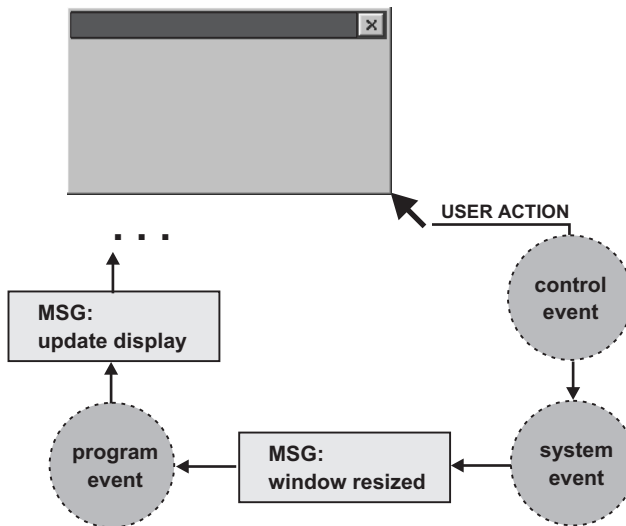 USER ACTION
. . .
control
event
MSG:
update display
system
event
MSG:
window resized
program
event